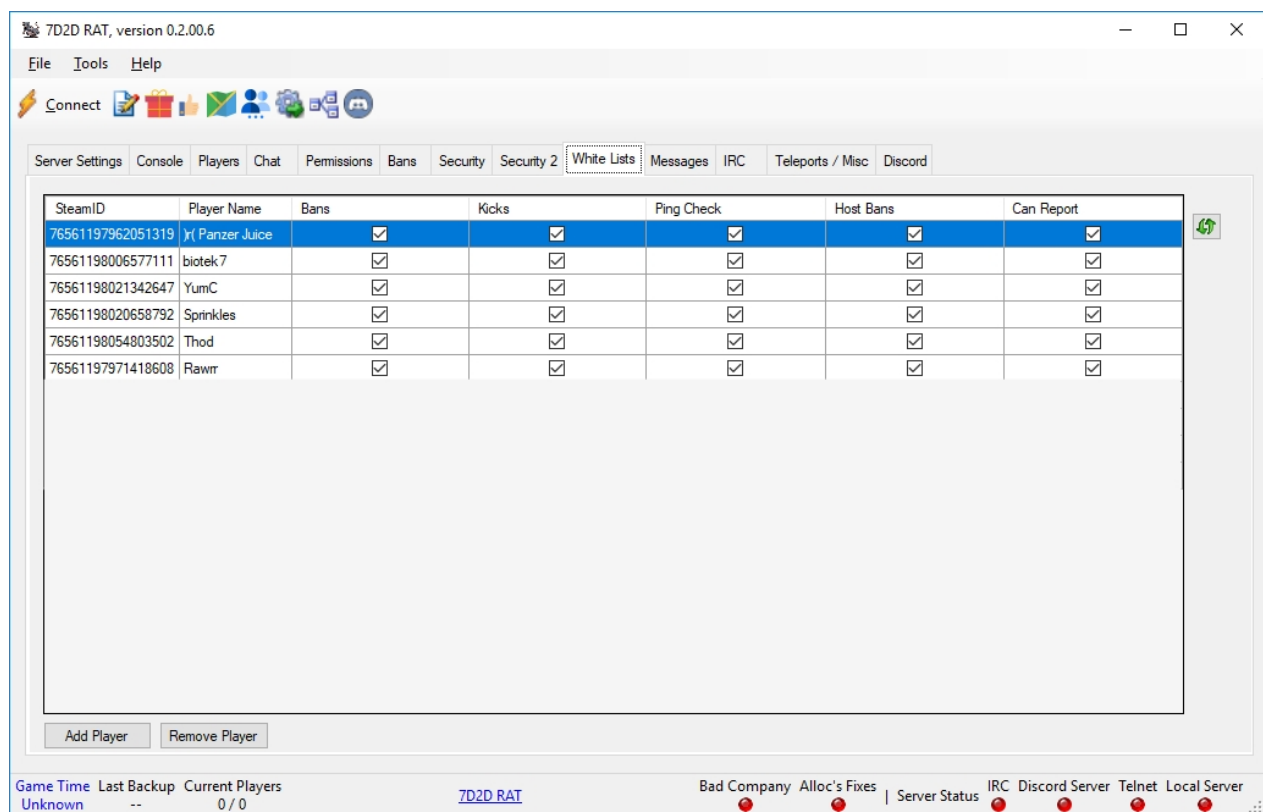 7D2D RAT, version 0.2.00.6
File Tools Help
Connect
Server Settings Console Players Chat Permissions Bans Security Security 2 White Lists Messages IRC Teleports / Misc Discord
SteamID Player Name Bans Kicks Ping Check Host Bans Can Report
76561197962051319 )r( Panzer Juice
76561198006577111 biotek7
76561198021342647 YumC
76561198020658792 Sprinkles
76561198054803502 Thod
76561197971418608 Rawrr
Add Player Remove Player
Game Time Last Backup Current Players Bad Company Alloc's Fixes | Server Status IRC Discord Server Telnet Local Server
Unknown -- 0 / 0 7D2D RAT